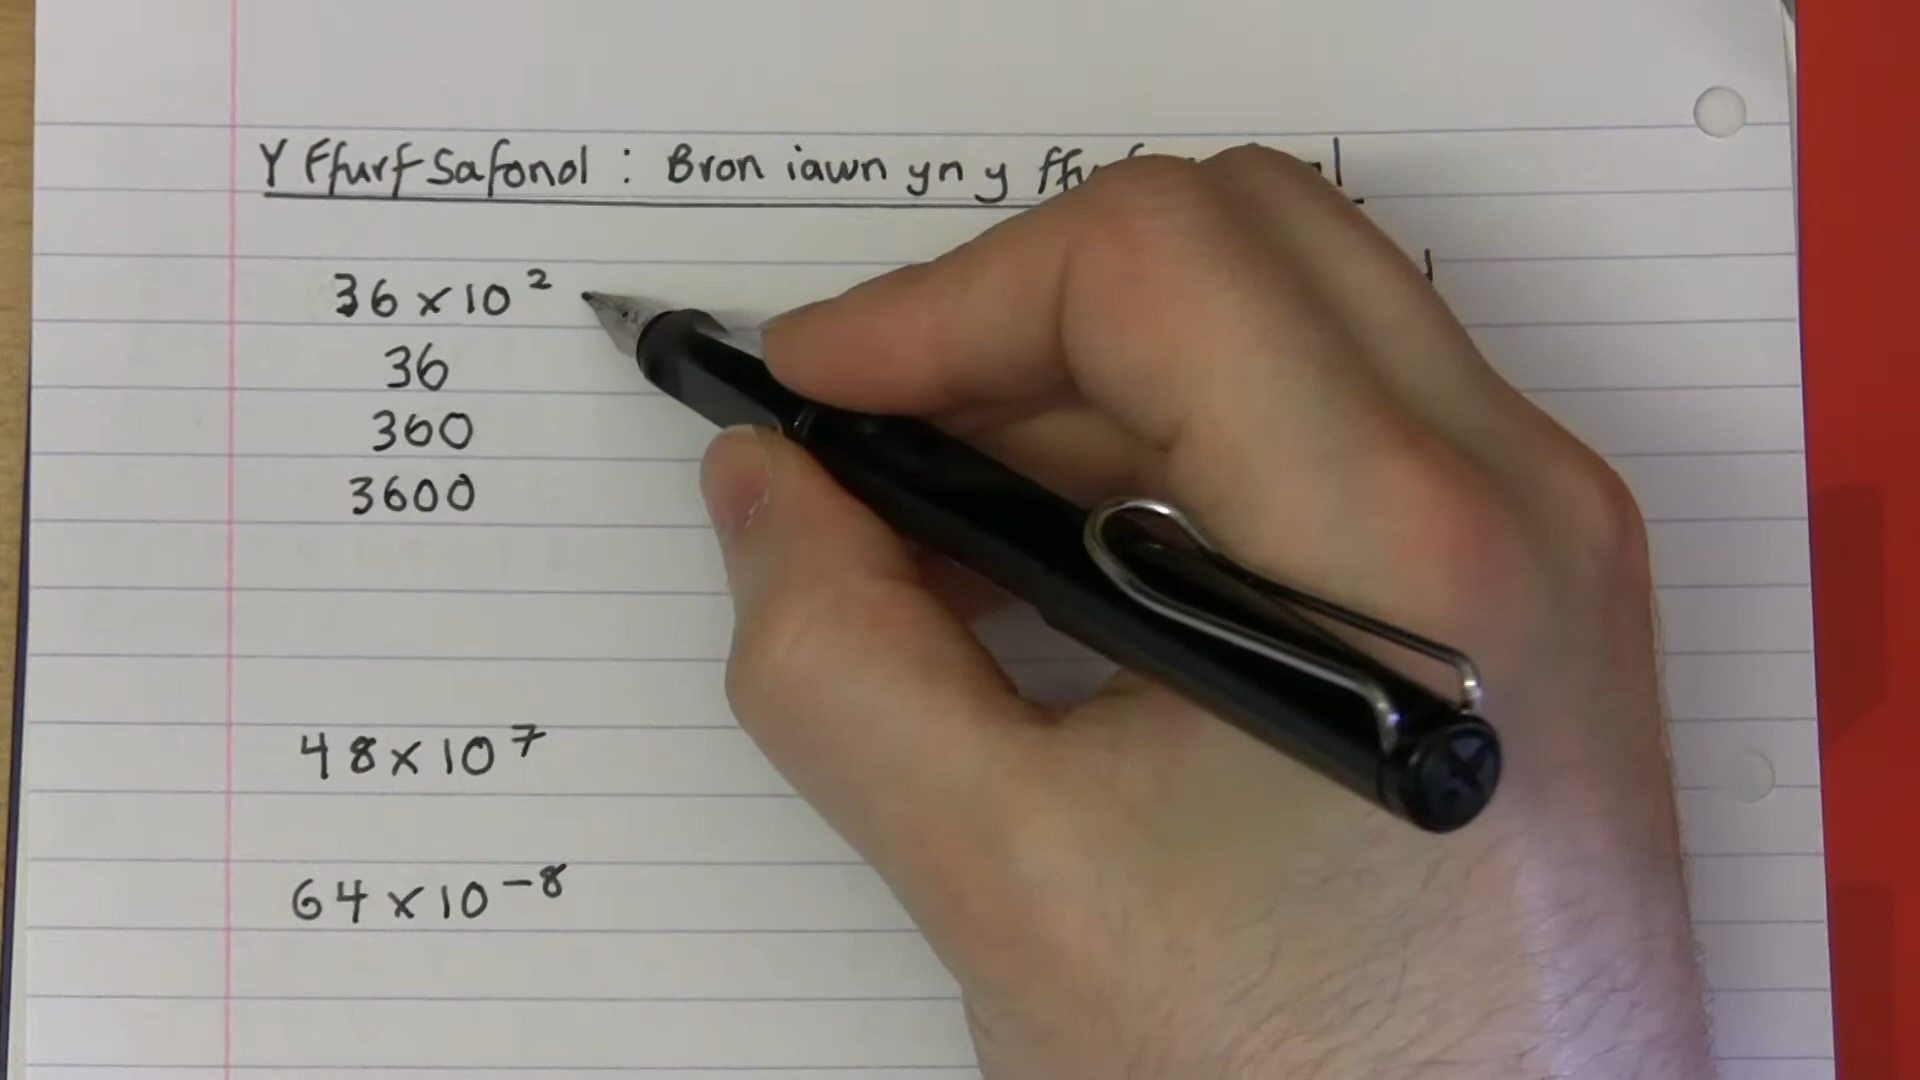 Y Ffurf Safonol : Bron iawn yn y
36 × 10²
36
360
3600
48 × 10⁷
64 × 10⁻⁸